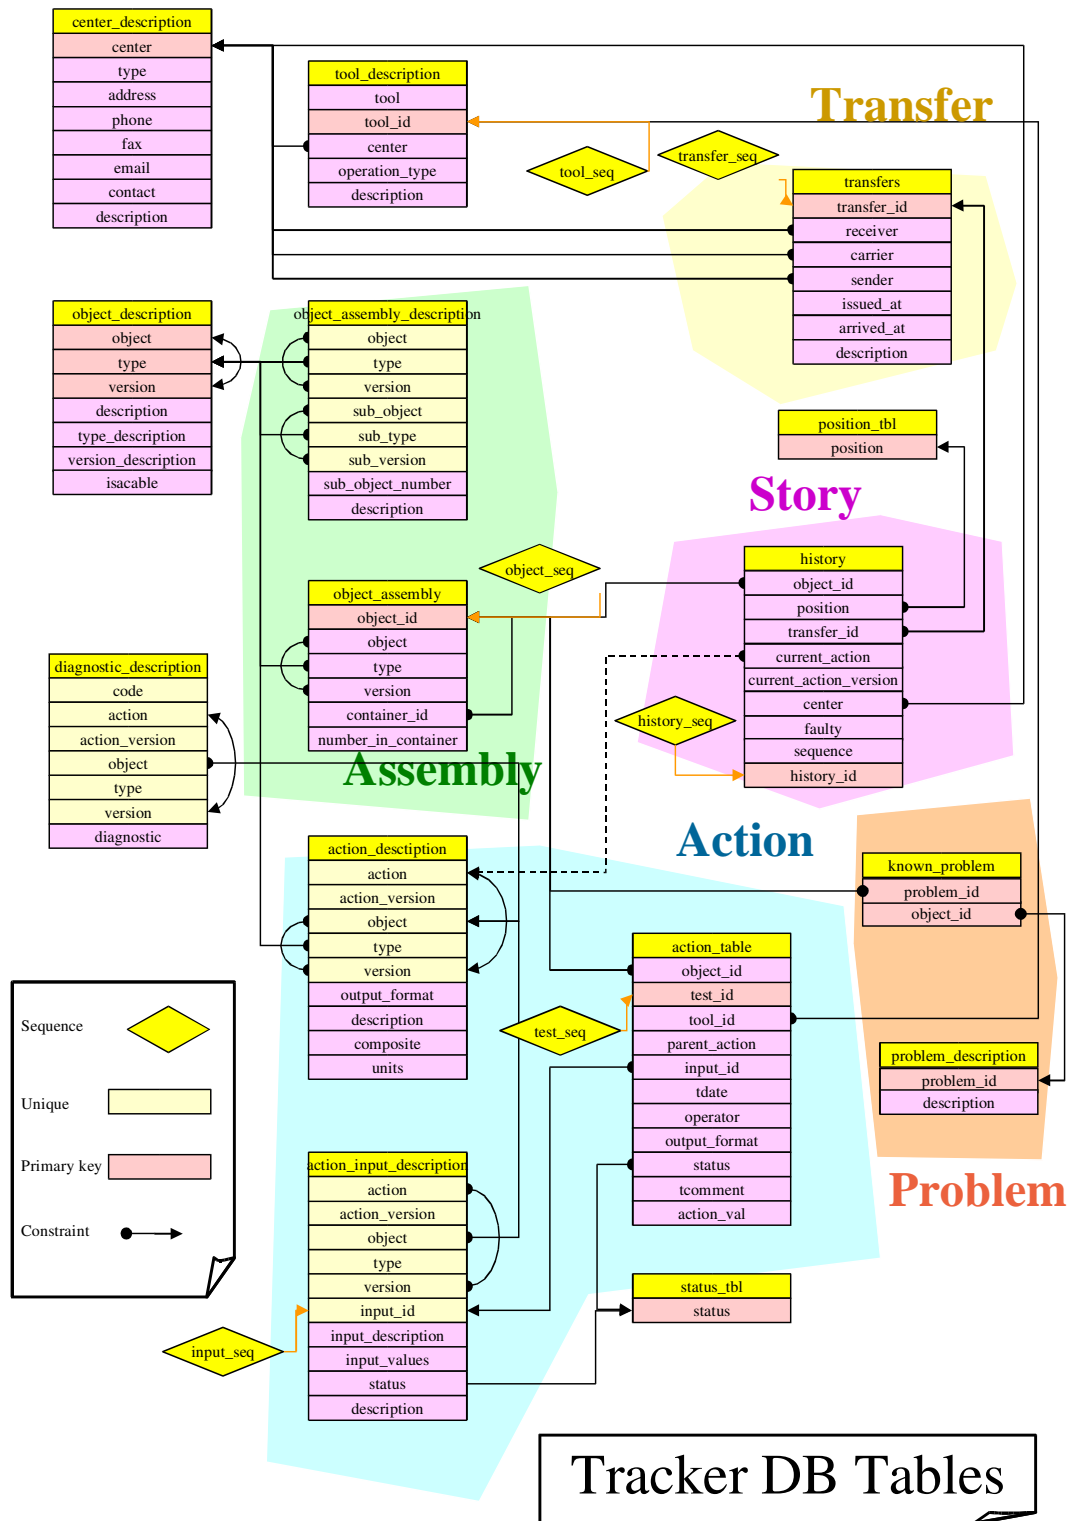 center_description
center
type
address
phone
fax
email
contact
description
tool_description
tool
tool_id
center
operation_type
description
Transfer
tool_seq
transfer_seq
transfers
transfer_id
receiver
carrier
sender
issued_at
arrived_at
description
object_description
object
type
version
description
type_description
version_description
isacable
object_assembly_description
object
type
version
sub_object
sub_type
sub_version
sub_object_number
description
position_tbl
position
Story
object_seq
history
object_id
position
transfer_id
current_action
current_action_version
center
faulty
sequence
history_id
history_seq
object_assembly
object_id
object
type
version
container_id
number_in_container
Assembly
diagnostic_description
code
action
action_version
object
type
version
diagnostic
Action
action_desctiption
action
action_version
object
type
version
output_format
description
composite
units
known_problem
problem_id
object_id
action_table
object_id
test_id
tool_id
parent_action
input_id
tdate
operator
output_format
status
tcomment
action_val
test_seq
problem_description
problem_id
description
Problem
Sequence
Unique
Primary key
Constraint
action_input_description
action
action_version
object
type
version
input_id
input_description
input_values
status
description
input_seq
status_tbl
status
Tracker DB Tables